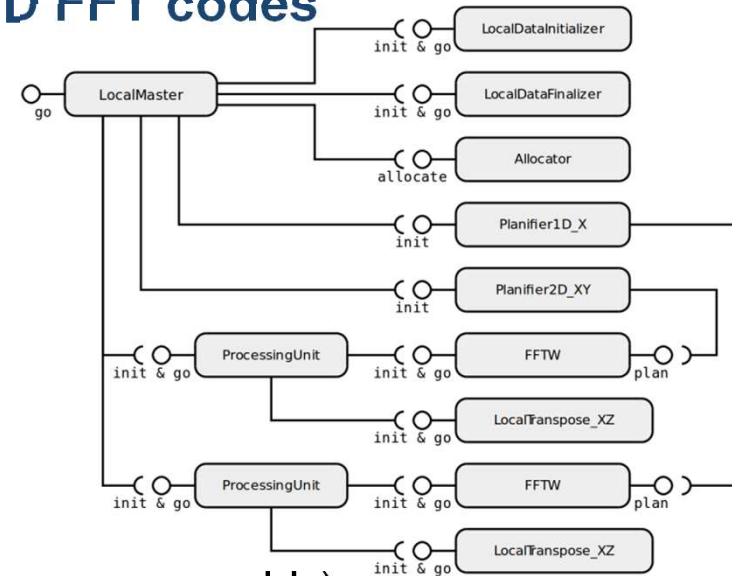 D FFT codes
LocalDataInitializer
init & go
LocalMaster
LocalDataFinalizer
go
init & go
Allocator
allocate
Planifier1D_X
init
Planifier2D_XY
init
ProcessingUnit
FFTW
init & go
init & go
plan
LocalTranspose_XZ
init & go
ProcessingUnit
FFTW
init & go
init & go
plan
LocalTranspose_XZ
init & go